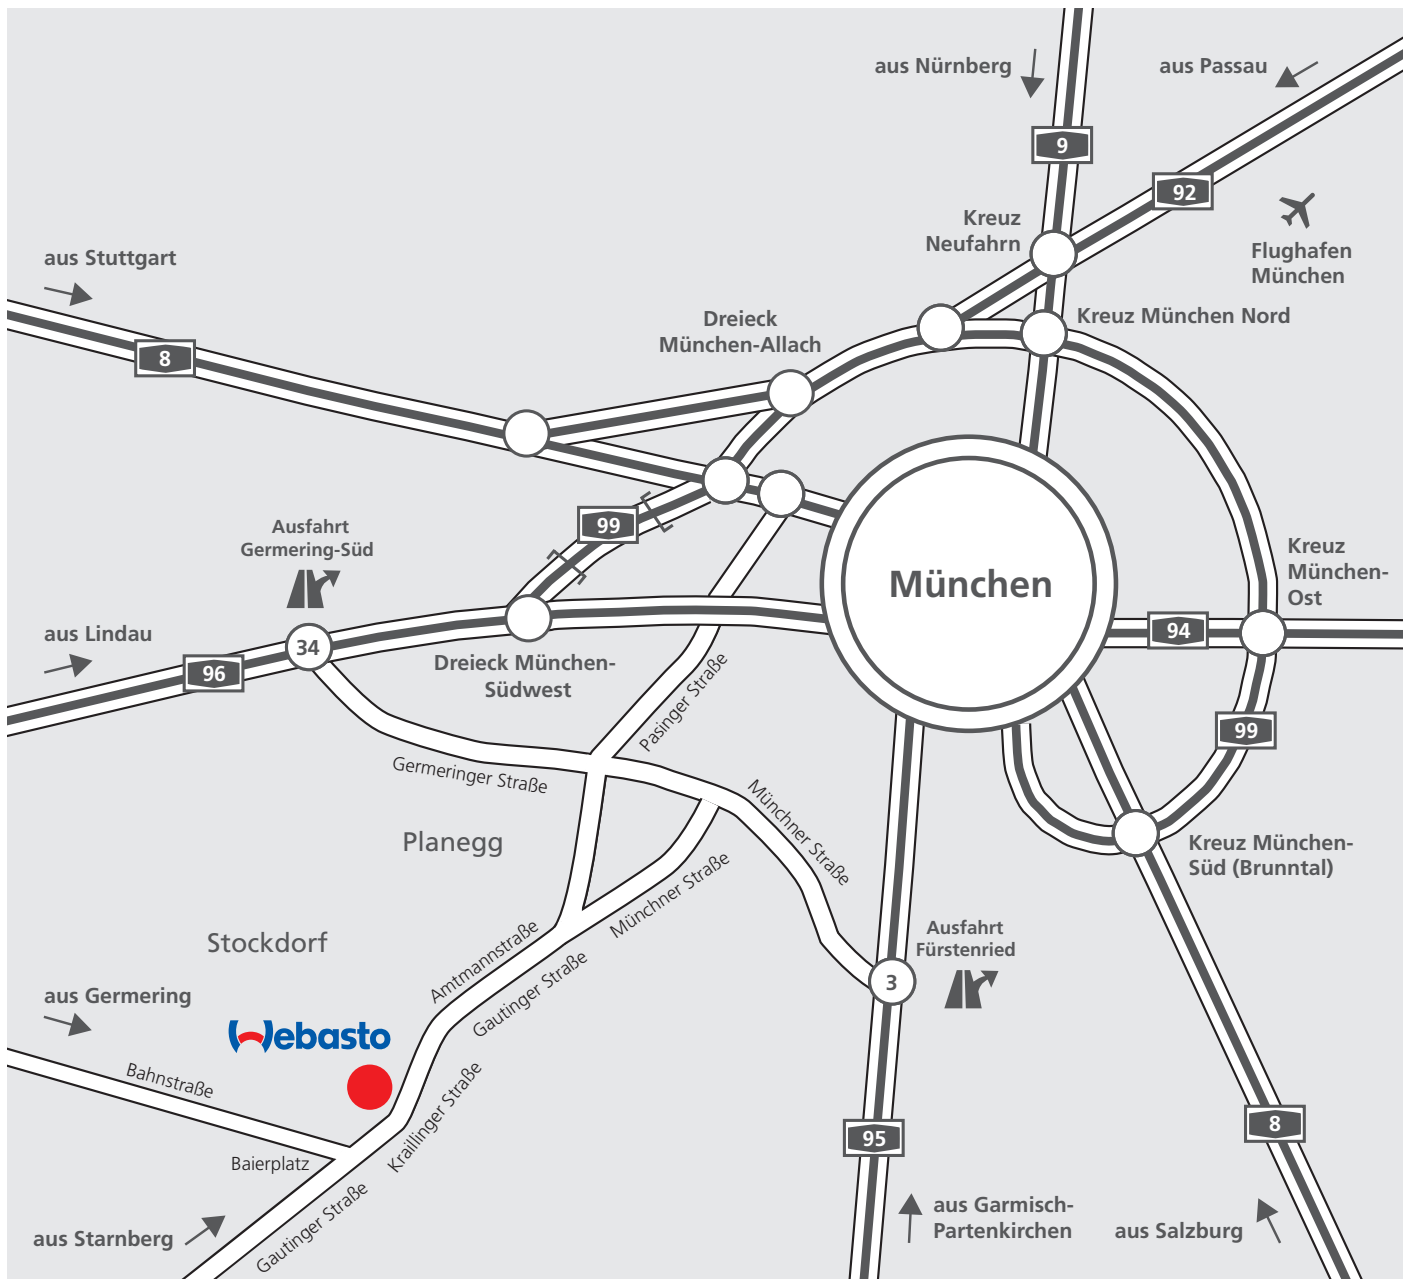 aus Nürnberg
aus Passau
9
92
Kreuz
Neufahrn
Flughafen
München
aus Stuttgart
8
Dreieck
München-Allach
Kreuz München Nord
99
Ausfahrt
Germering-Süd
München
Kreuz
München-
Ost
aus Lindau
34
96
94
Dreieck München-
Südwest
Pasinger Straße
99
Germeringer Straße
Münchner Straße
Planegg
Kreuz München-
Süd (Brunntal)
Münchner Straße
Stockdorf
Amtmannstraße
Gautinger Straße
Ausfahrt
Fürstenried
3
aus Germering
Webasto
Bahnstraße
Kraillinger Straße
Baierplatz
95
8
Gautinger Straße
aus Starnberg
aus Garmisch-
Partenkirchen
aus Salzburg